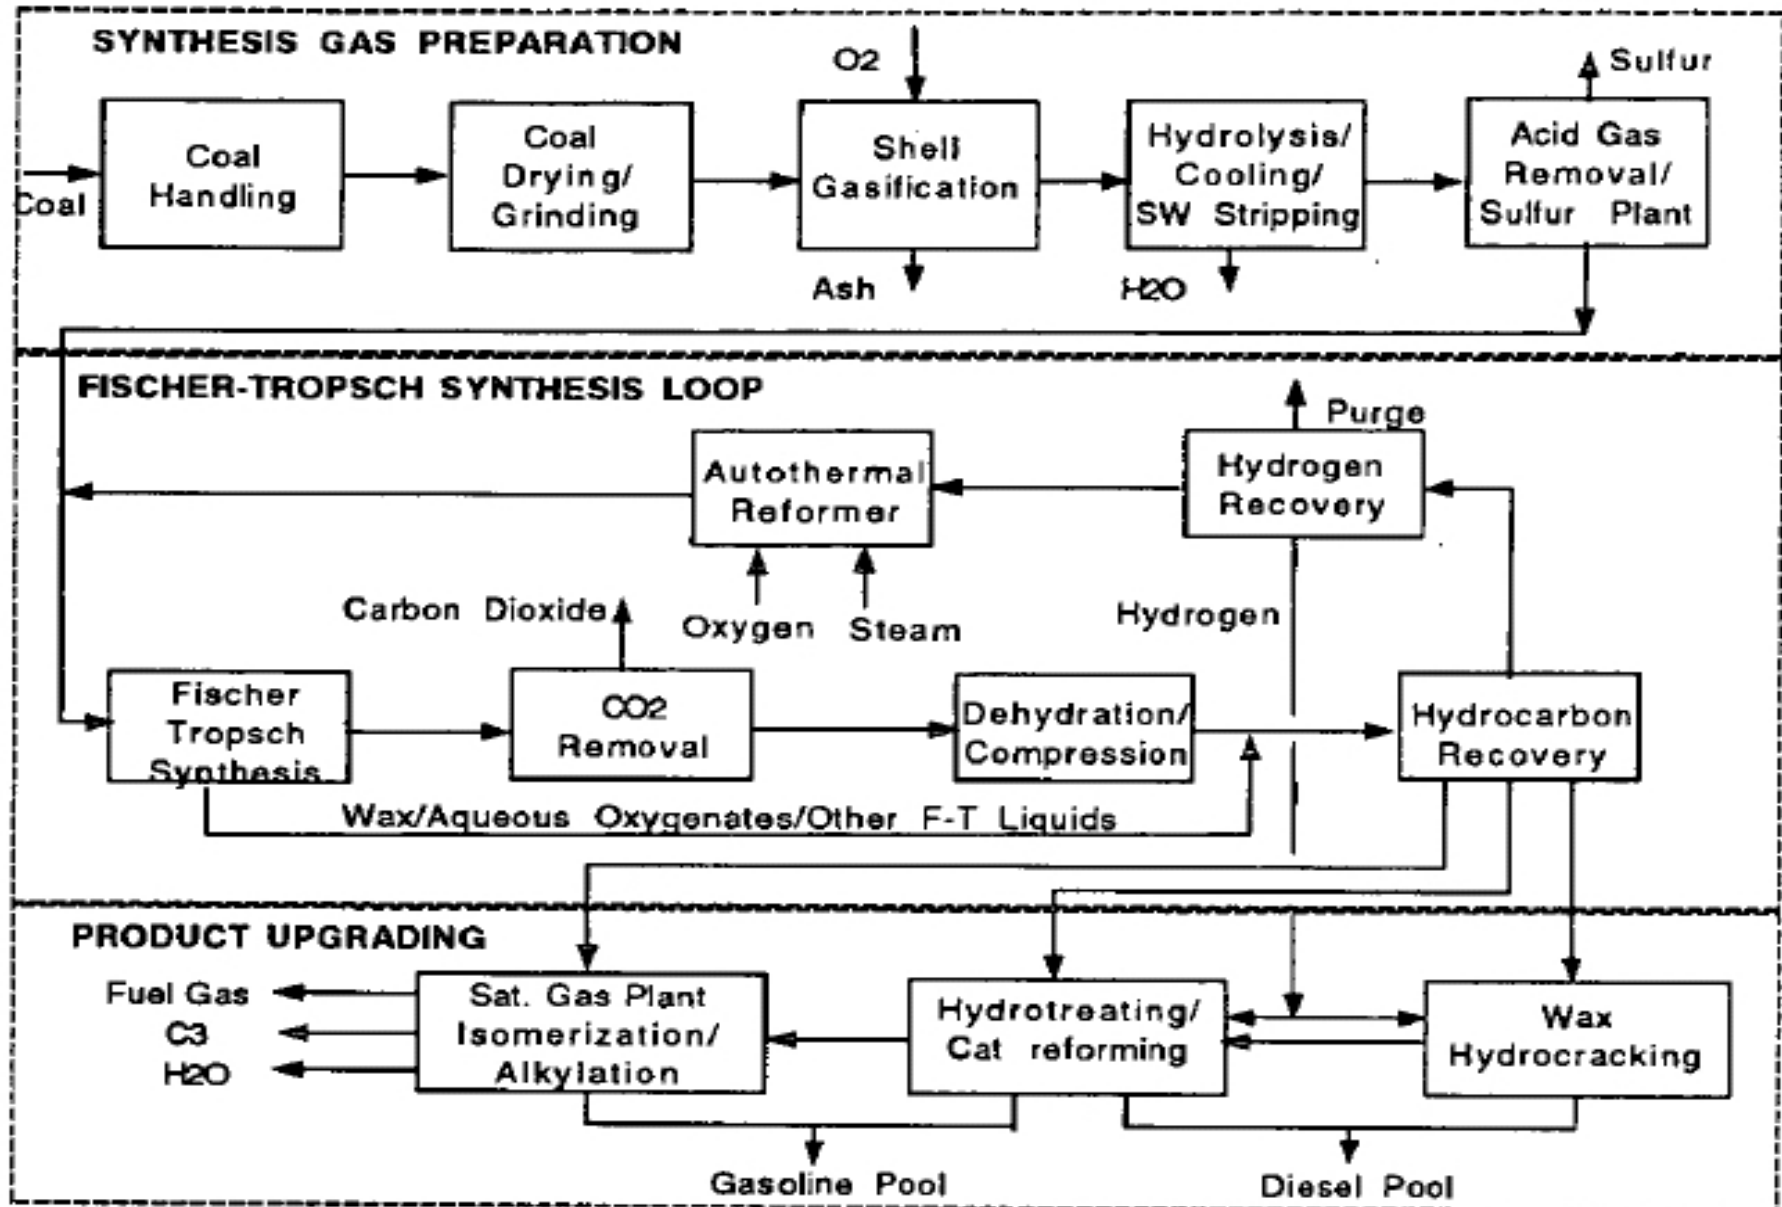 SYNTHESIS GAS PREPARATION
O2
Sulfur
Coal
Coal
Handling
Coal
Drying/
Grinding
Shell
Gasification
Hydrolysis/
Cooling/
SW Stripping
Acid Gas
Removal/
Sulfur Plant
Ash
H2O
FISCHER-TROPSCH SYNTHESIS LOOP
Purge
Autothermal
Reformer
Hydrogen
Recovery
Carbon Dioxide
Oxygen
Steam
Hydrogen
Fischer
Tropsch
Synthesis
CO2
Removal
Dehydration/
Compression
Hydrocarbon
Recovery
Wax/Aqueous Oxygenates/Other F-T Liquids
PRODUCT UPGRADING
Fuel Gas
C3
H2O
Sat. Gas Plant
Isomerization/
Alkylation
Hydrotreating/
Cat reforming
Wax
Hydrocracking
Gasoline Pool
Diesel Pool